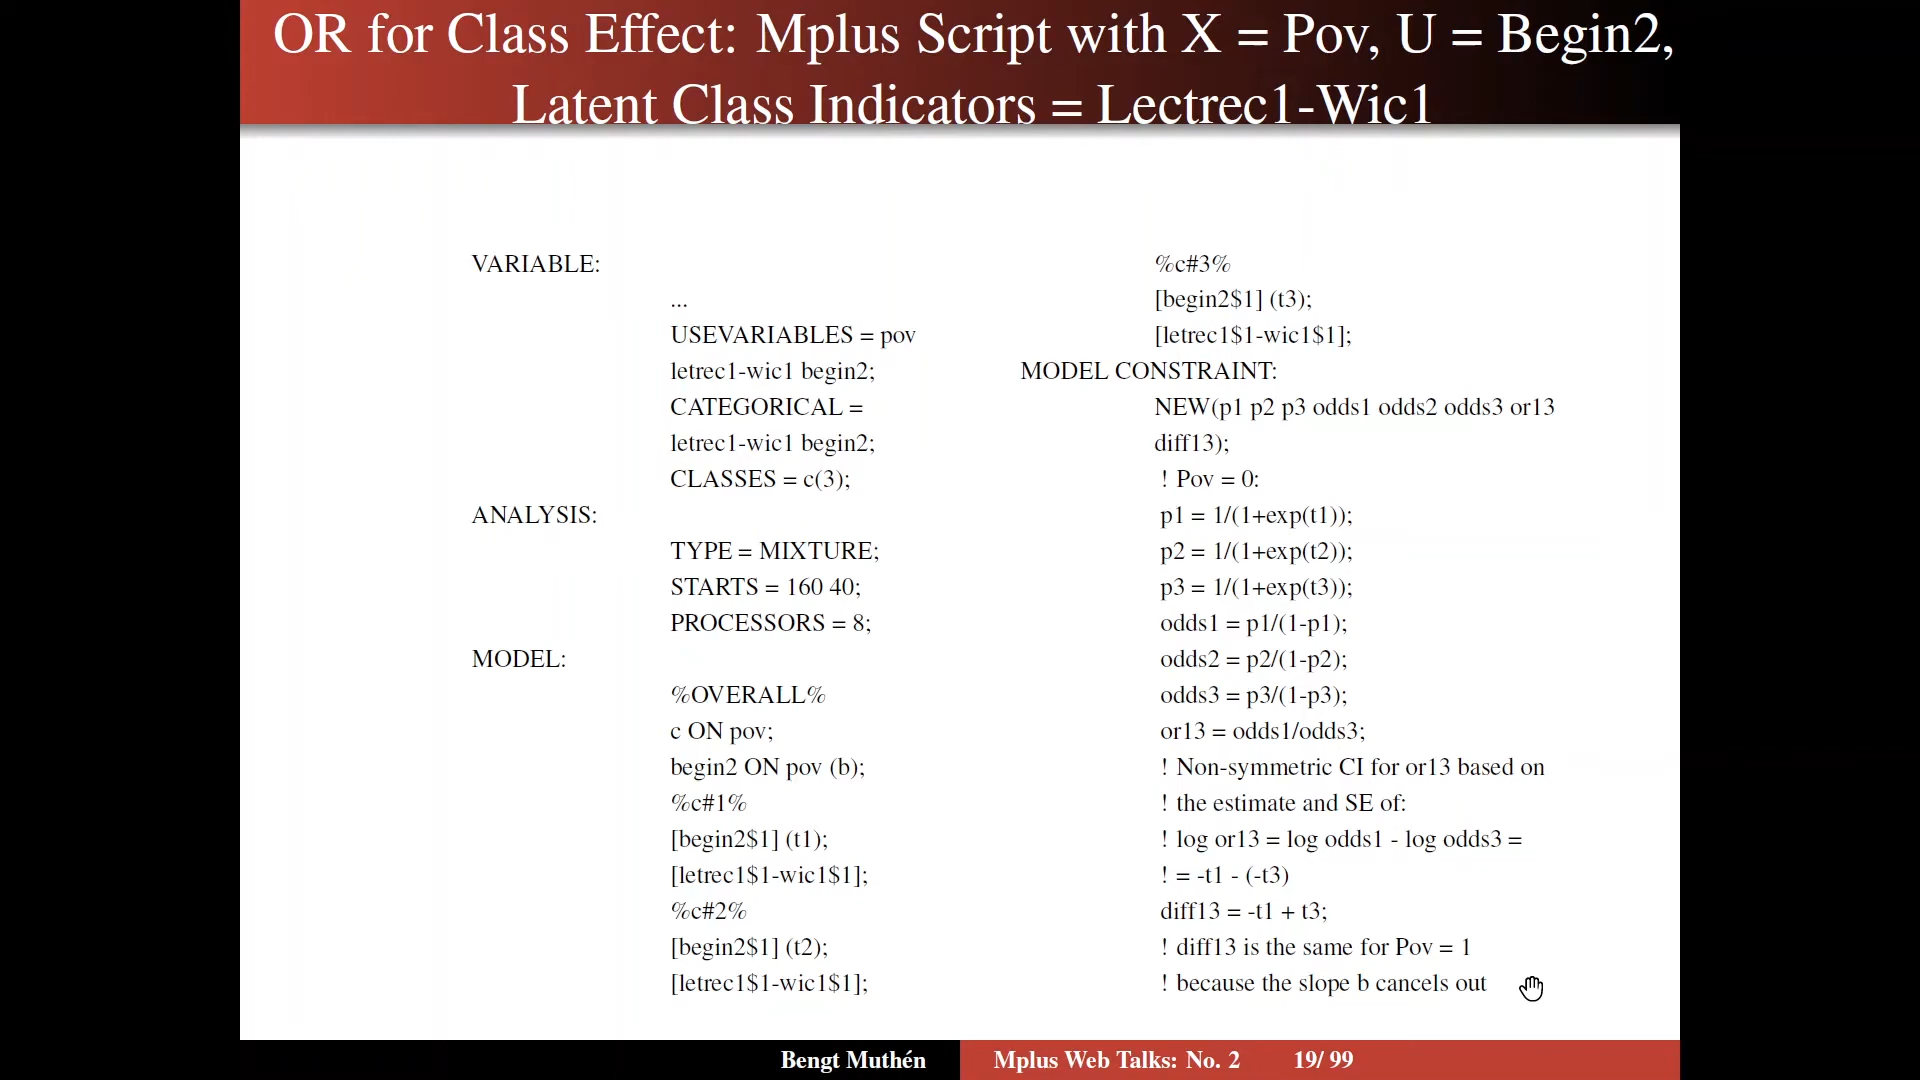 OR for Class Effect: Mplus Script with X = Pov, U = Begin2,
Latent Class Indicators = Lectrec1-Wic1
VARIABLE:
...
USEVARIABLES = pov
letrec1-wic1 begin2;
CATEGORICAL =
letrec1-wic1 begin2;
CLASSES = c(3);
ANALYSIS:
TYPE = MIXTURE;
STARTS = 160 40;
PROCESSORS = 8;
MODEL:
%OVERALL%
c ON pov;
begin2 ON pov (b);
%c#1%
[begin2$1] (t1);
[letrec1$1-wic1$1];
%c#2%
[begin2$1] (t2);
[letrec1$1-wic1$1];
%c#3%
[begin2$1] (t3);
[letrec1$1-wic1$1];
MODEL CONSTRAINT:
NEW(p1 p2 p3 odds1 odds2 odds3 or13
diff13);
! Pov = 0:
p1 = 1/(1+exp(t1));
p2 = 1/(1+exp(t2));
p3 = 1/(1+exp(t3));
odds1 = p1/(1-p1);
odds2 = p2/(1-p2);
odds3 = p3/(1-p3);
or13 = odds1/odds3;
! Non-symmetric CI for or13 based on
! the estimate and SE of:
! log or13 = log odds1 - log odds3 =
! = -t1 - (-t3)
diff13 = -t1 + t3;
! diff13 is the same for Pov = 1
! because the slope b cancels out
Bengt Muthén
Mplus Web Talks: No. 2
19/ 99